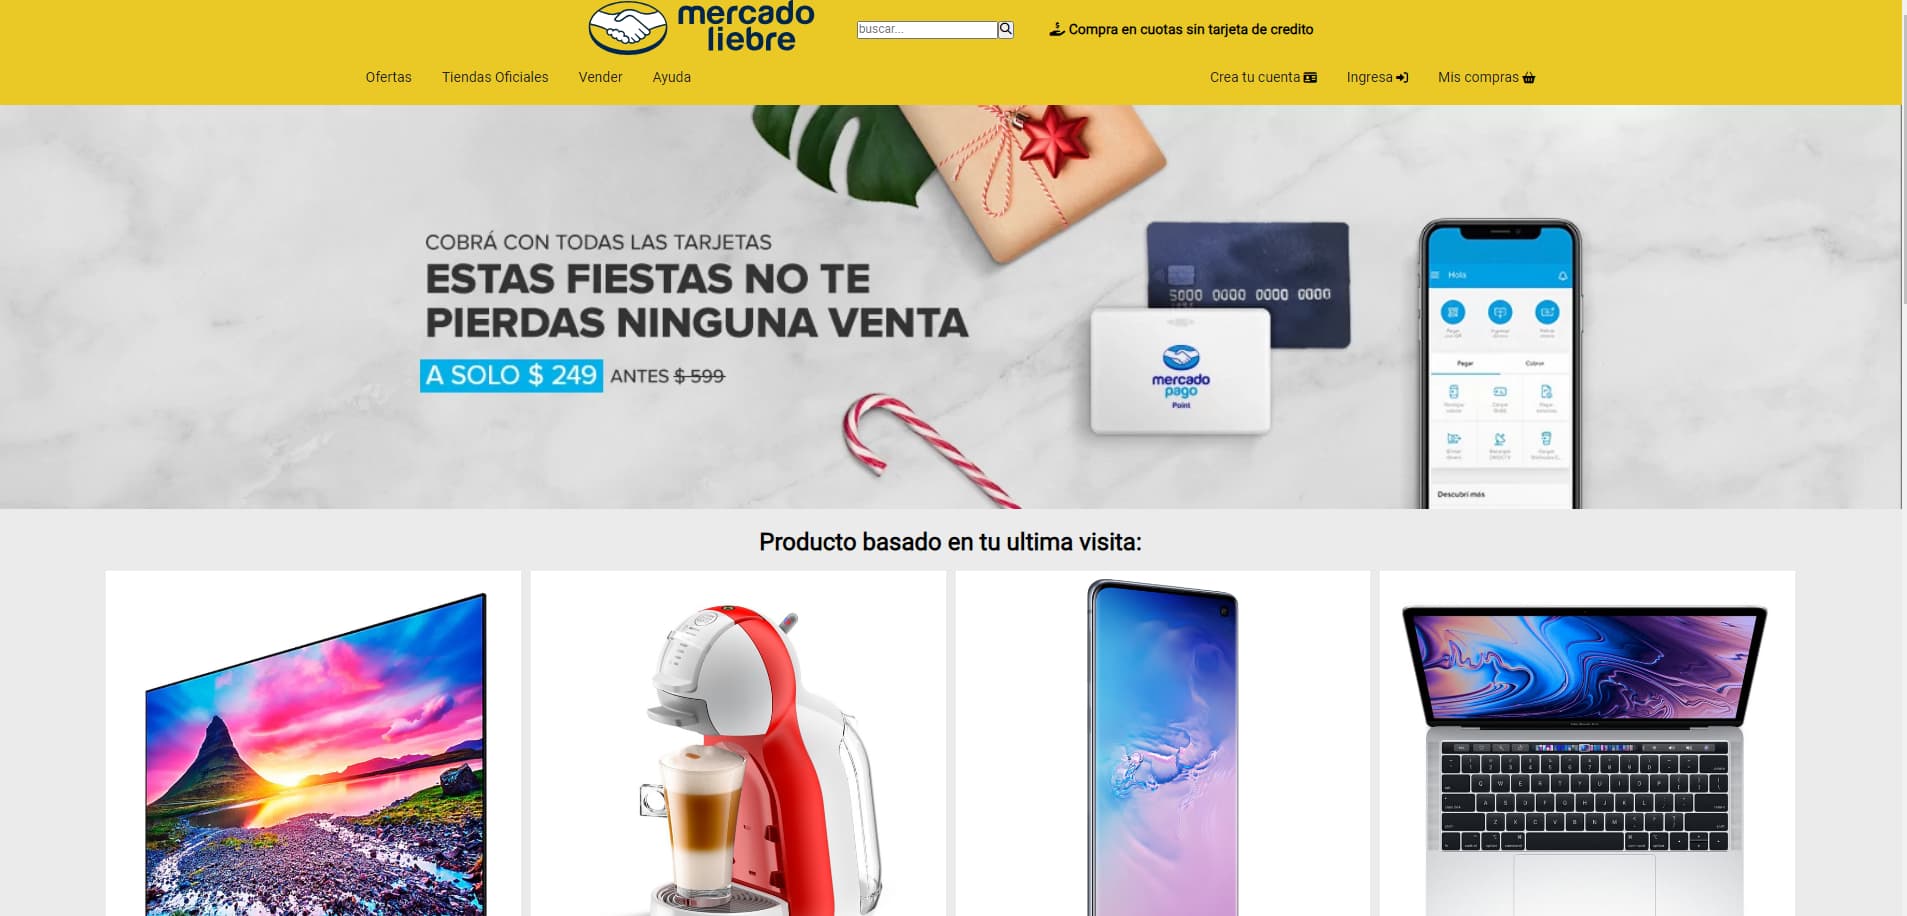 mercado
liebre
buscar...
Compra en cuotas sin tarjeta de credito
Ofertas
Tiendas Oficiales
Vender
Ayuda
Crea tu cuenta
Ingresa
Mis compras
COBRÁ CON TODAS LAS TARJETAS
ESTAS FIESTAS NO TE
PIERDAS NINGUNA VENTA
A SOLO $ 249 ANTES $ 599
5000 0000 0000 0000
mercado
pago
Point
Hola
Pagar
Cobrar
Descubrí más
Producto basado en tu ultima visita: